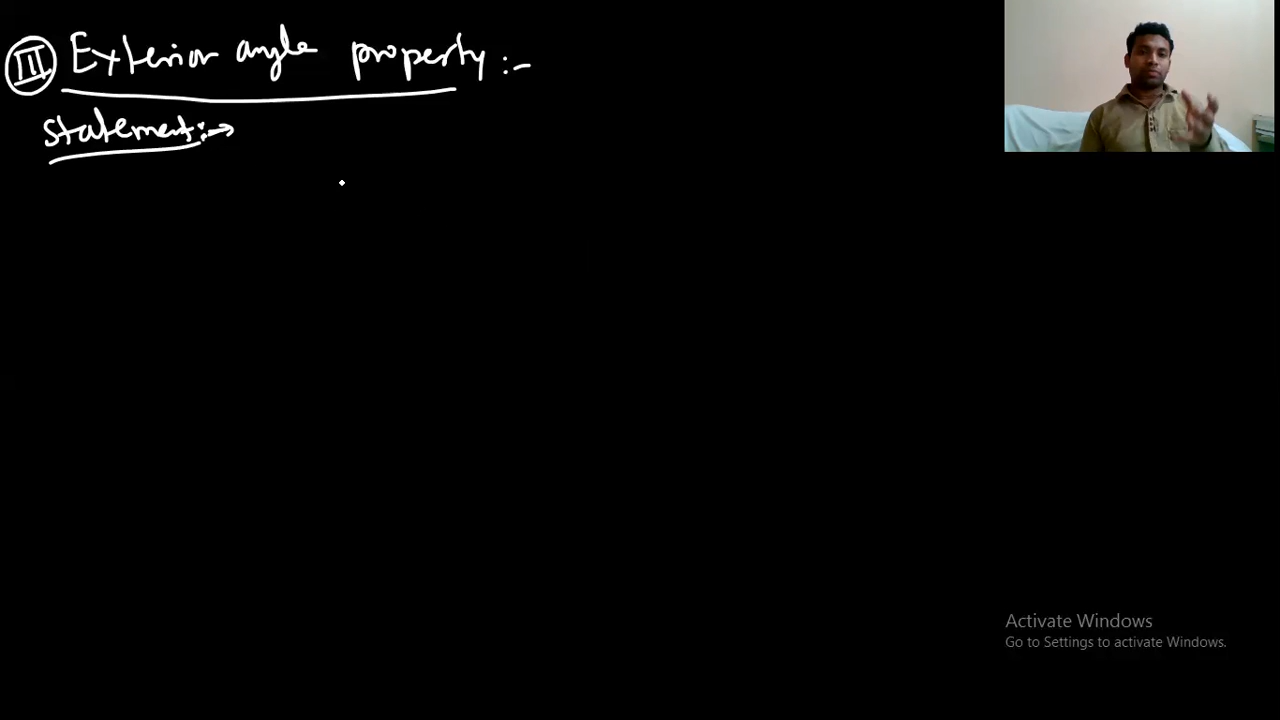 III Exterior angle property :-
Statement :→
Activate Windows
Go to Settings to activate Windows.